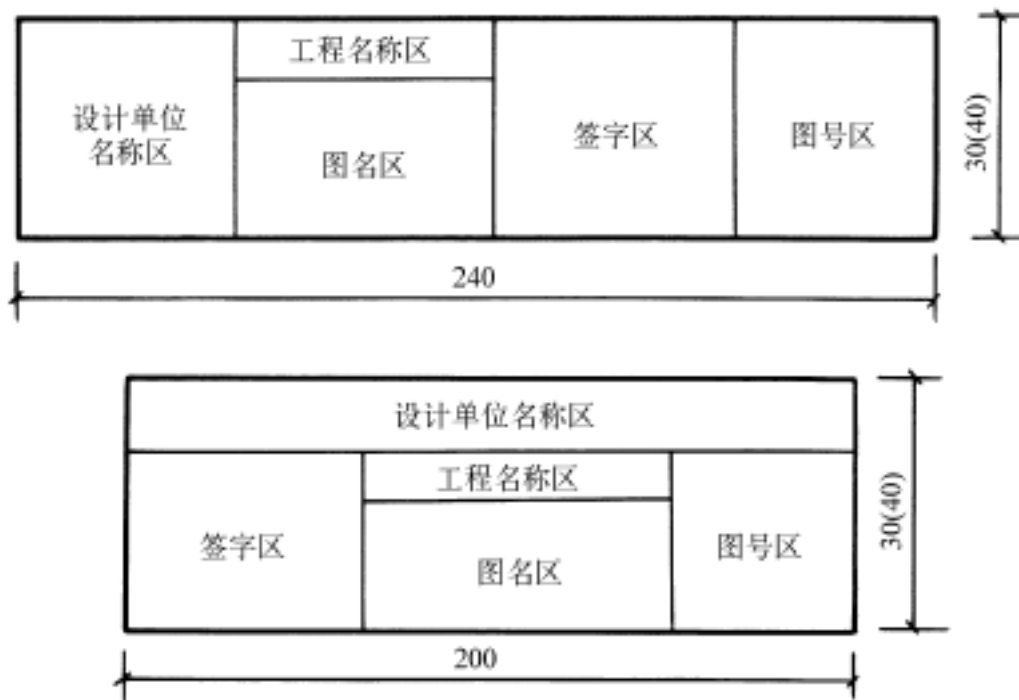 工程名称区
设计单位
名称区
图名区
签字区
图号区
30(40)
240
设计单位名称区
工程名称区
签字区
图名区
图号区
30(40)
200